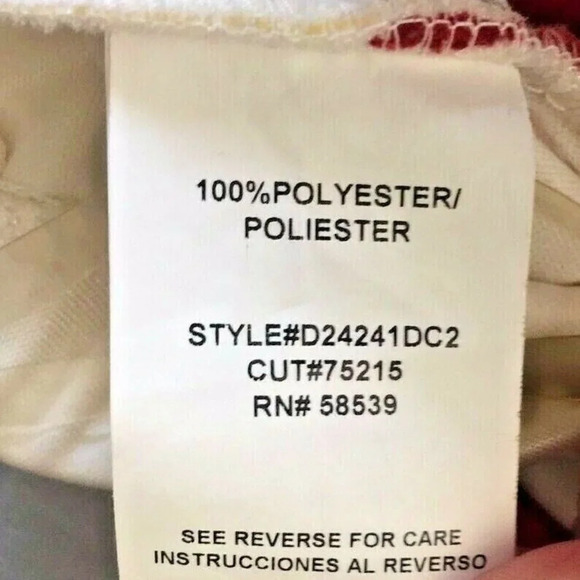 100%POLYESTER/
POLIESTER
STYLE#D24241DC2
CUT#75215
RN# 58539
SEE REVERSE FOR CARE
INSTRUCCIONES AL REVERSO